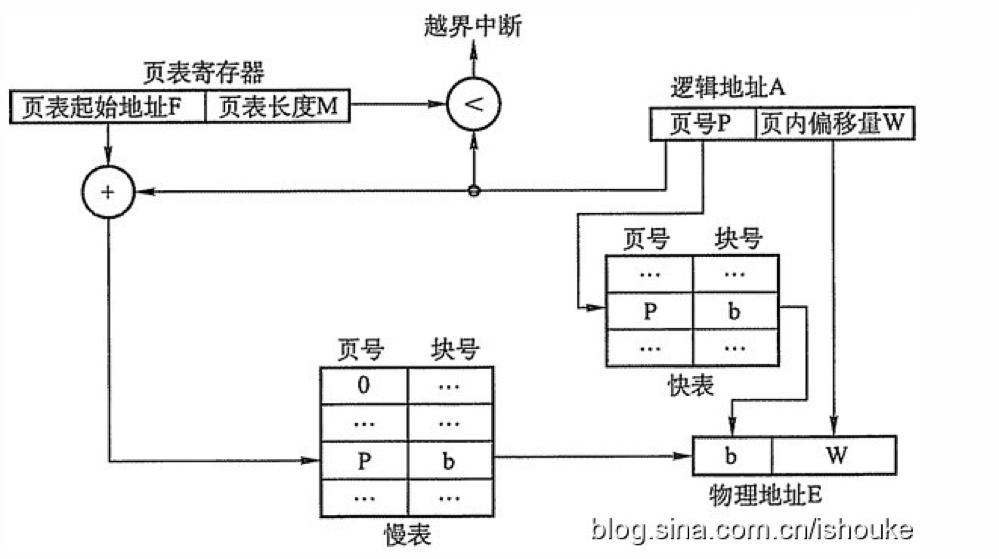 越界中断
页表寄存器
页表起始地址F 页表长度M
<
逻辑地址A
页号P 页内偏移量W
+
页号 块号
... ...
P b
... ...
快表
页号 块号
0 ...
... ...
P b
... ...
慢表
b W
物理地址E
blog.sina.com.cn/ishouke